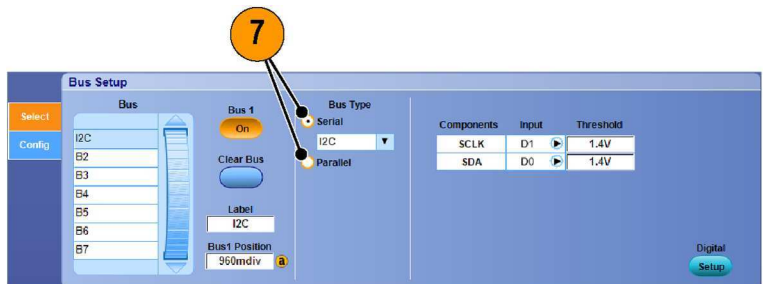 7
Bus Setup
Select
Config
Bus
I2C
B2
B3
B4
B5
B6
B7
Bus 1
On
Clear Bus
Label
I2C
Bus1 Position
960mdiv a
Bus Type
Serial
I2C
Parallel
Components Input Threshold
SCLK D1 1.4V
SDA D0 1.4V
Digital
Setup